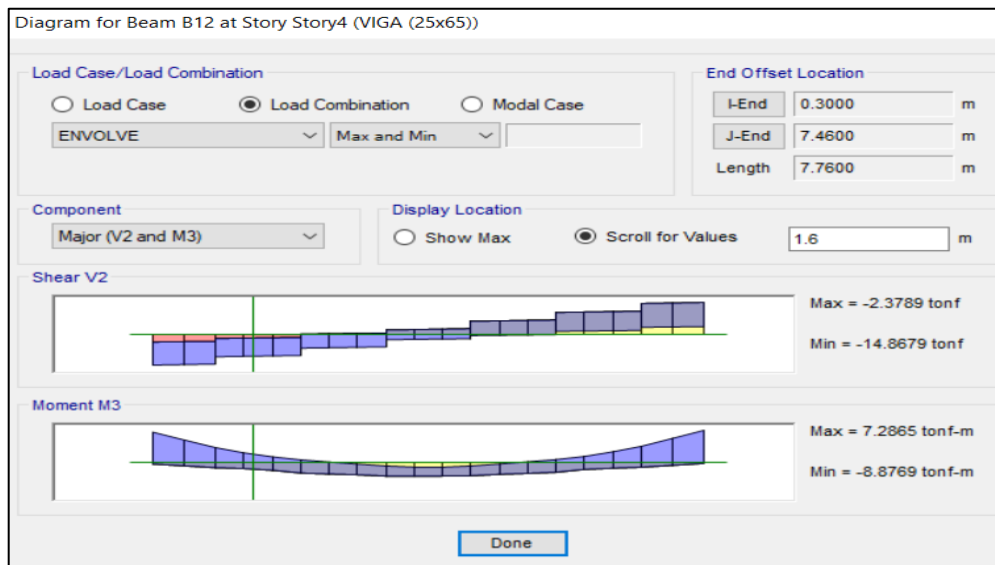 Diagram for Beam B12 at Story Story4 (VIGA (25x65))
Load Case/Load Combination
Load Case Load Combination Modal Case
ENVOLVE Max and Min
End Offset Location
I-End 0.3000 m
J-End 7.4600 m
Length 7.7600 m
Component
Major (V2 and M3)
Display Location
Show Max Scroll for Values 1.6 m
Shear V2
Max = -2.3789 tonf
Min = -14.8679 tonf
Moment M3
Max = 7.2865 tonf-m
Min = -8.8769 tonf-m
Done